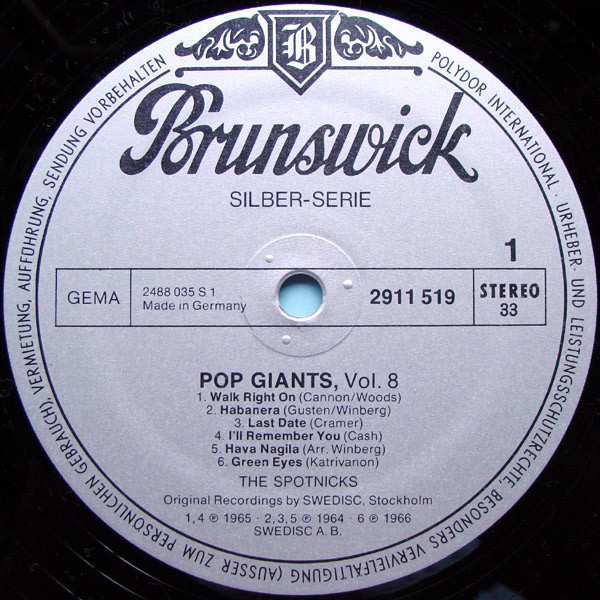 B
Brunswick
SILBER-SERIE
1
GEMA
2488 035 S 1
Made in Germany
2911 519
STEREO
33
POP GIANTS, Vol. 8
1. Walk Right On (Cannon/Woods)
2. Habanera (Gusten/Winberg)
3. Last Date (Cramer)
4. I'll Remember You (Cash)
5. Hava Nagila (Arr. Winberg)
6. Green Eyes (Katrivanon)
THE SPOTNICKS
Original Recordings by SWEDISC, Stockholm
1, 4 ℗ 1965 · 2, 3, 5 ℗ 1964 · 6 ℗ 1966
SWEDISC A. B.
POLYDOR INTERNATIONAL · URHEBER- UND LEISTUNGSSCHUTZRECHTE, BESONDERS VERVIELFÄLTIGUNG (AUSSER ZUM PERSÖNLICHEN GEBRAUCH), VERMIETUNG, AUFFÜHRUNG, SENDUNG VORBEHALTEN